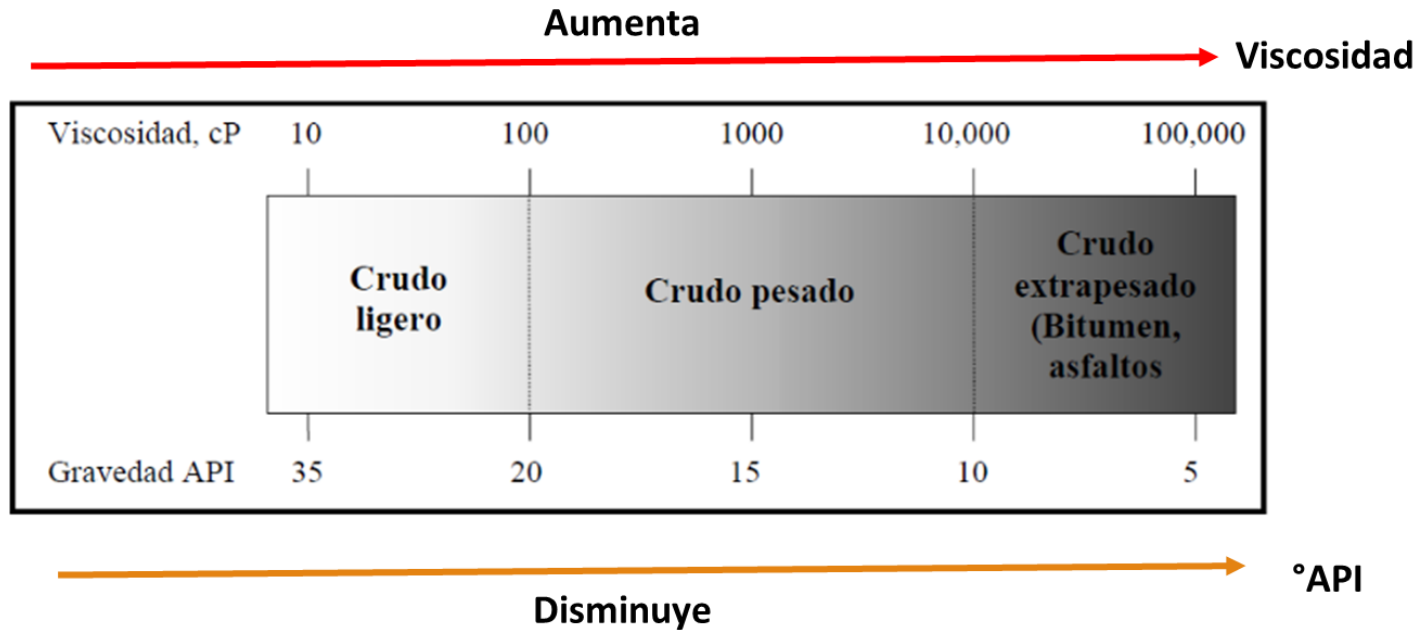 Aumenta
Viscosidad
Viscosidad, cP 10 100 1000 10,000 100,000
Crudo
ligero
Crudo pesado
Crudo
extrapesado
(Bitumen,
asfaltos
Gravedad API 35 20 15 10 5
°API
Disminuye